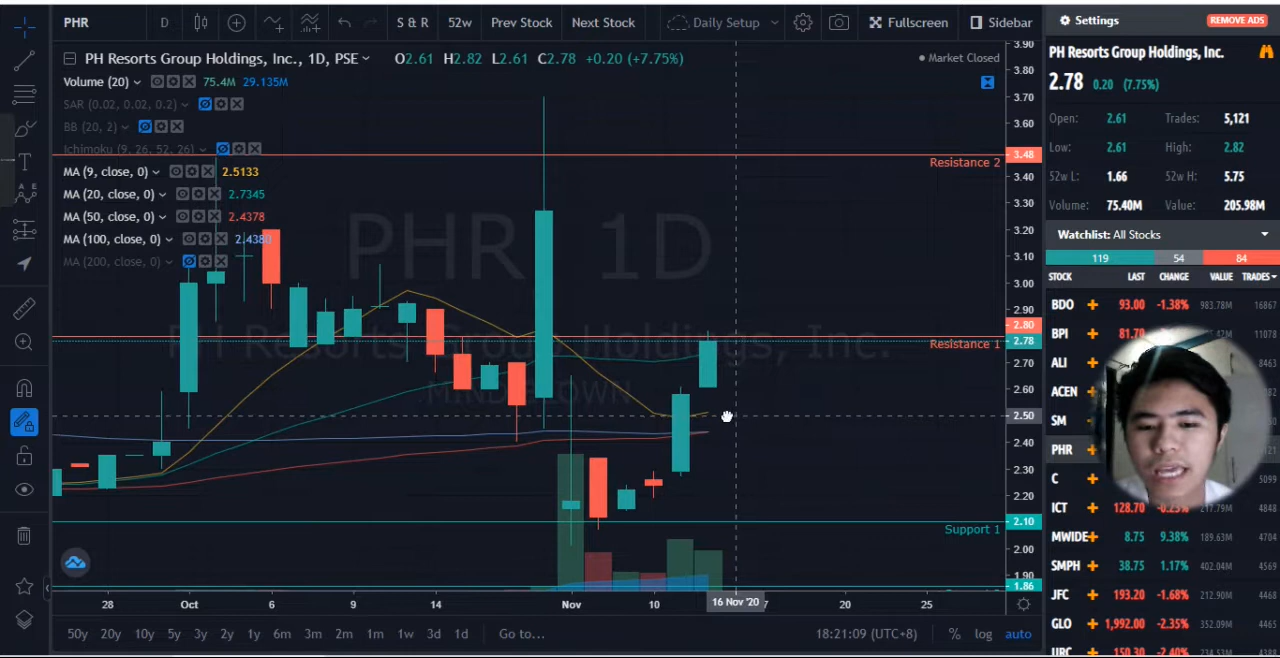 PHR D S & R 52w Prev Stock Next Stock Daily Setup Fullscreen Sidebar
PH Resorts Group Holdings, Inc., 1D, PSE O2.61 H2.82 L2.61 C2.78 +0.20 (+7.75%)
Market Closed
Volume (20) 75.4M 29.135M
SAR (0.02, 0.02, 0.2)
BB (20, 2)
Ichimoku (9, 26, 52, 26)
MA (9, close, 0) 2.5133
MA (20, close, 0) 2.7345
MA (50, close, 0) 2.4378
MA (100, close, 0) 2.4380
MA (200, close, 0)
PHR 1D
PH Resorts Group Holdings, Inc.
Resistance 2
Resistance 1
Support 1
3.90
3.80
3.70
3.60
3.48
3.40
3.30
3.20
3.10
3.00
2.90
2.80
2.78
2.70
2.60
2.50
2.40
2.30
2.20
2.10
2.00
1.90
1.86
28 Oct 6 9 14 Nov 10 16 Nov '20 7 20 25
50y 20y 10y 5y 3y 2y 1y 6m 3m 2m 1m 1w 3d 1d Go to... 18:21:09 (UTC+8) % log auto
Settings REMOVE ADS
PH Resorts Group Holdings, Inc.
2.78 0.20 (7.75%)
Open: 2.61 Trades: 5,121
Low: 2.61 High: 2.82
52w L: 1.66 52w H: 5.75
Volume: 75.40M Value: 205.98M
Watchlist: All Stocks
119 54 84
STOCK LAST CHANGE VALUE TRADES
BDO 93.00 -1.38% 983.78M 16867
BPI 81.70
ALI 8463
ACEN
SM
PHR
C 5099
ICT 128.70 4848
MWIDE 8.75 9.38% 189.63M 4704
SMPH 38.75 1.17% 402.04M 4569
JFC 193.20 -1.68% 212.90M 4468
GLO 1,992.00 -2.35% 352.09M 4465
URC 150.30 -2.40% 4388